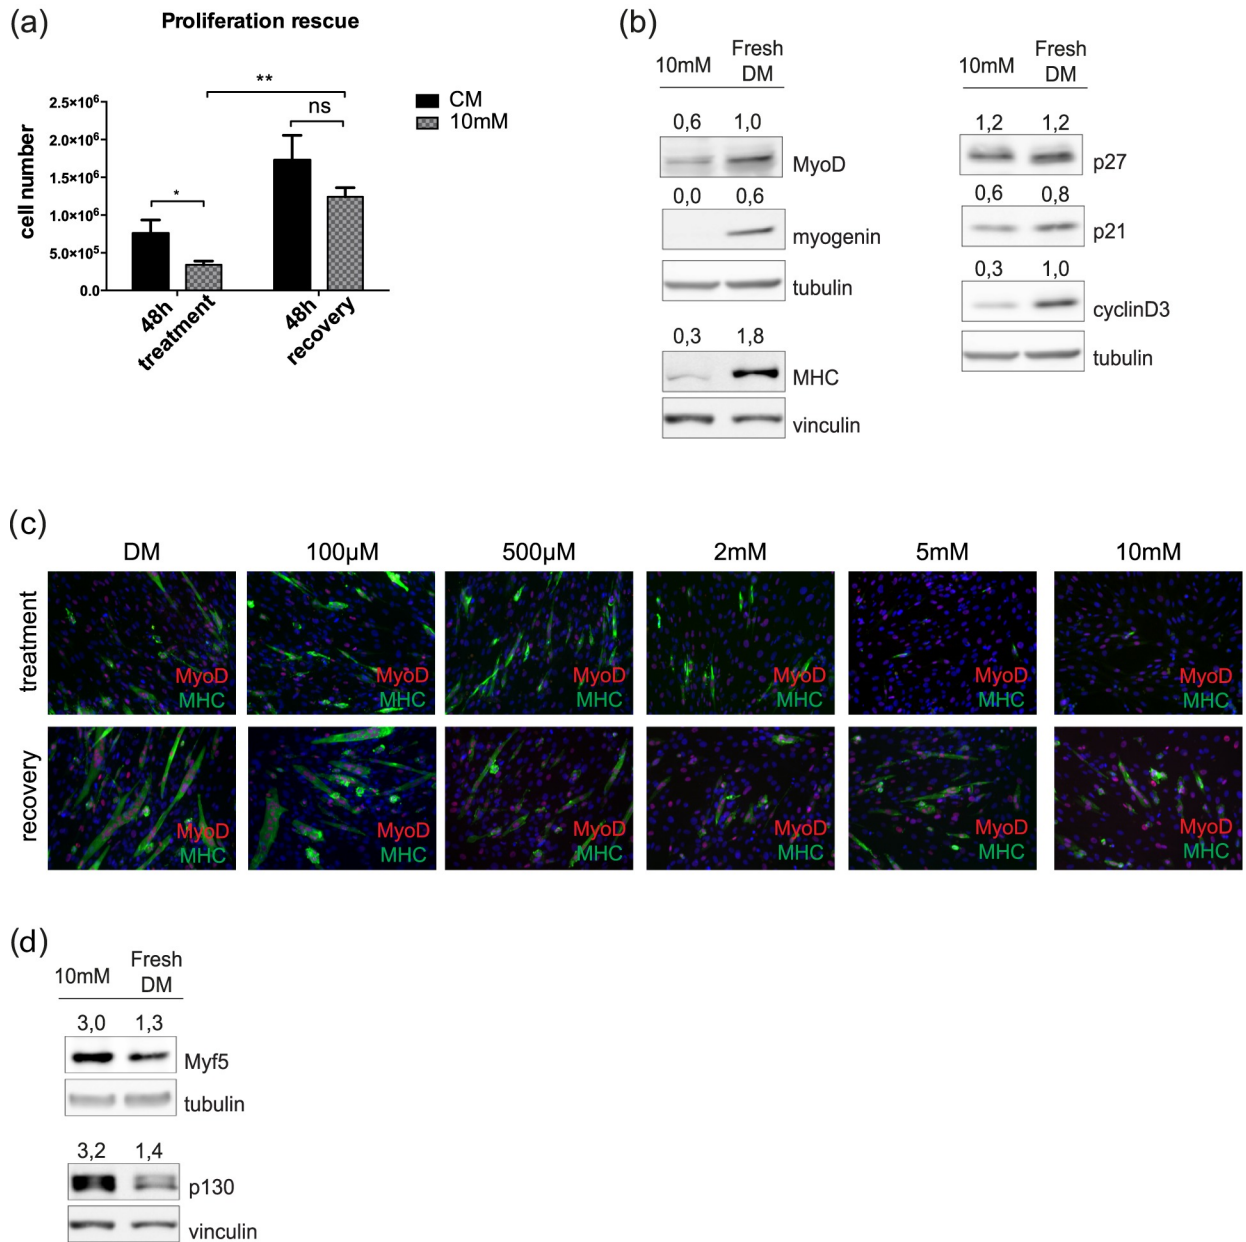 (a)
Proliferation rescue
**
ns
*
CM
10mM
2.5×10⁶
2.0×10⁶
1.5×10⁶
1.0×10⁶
5.0×10⁵
0.0
cell number
48h
treatment
48h
recovery
(b)
10mM
Fresh
DM
0,6 1,0
MyoD
0,0 0,6
myogenin
tubulin
0,3 1,8
MHC
vinculin
10mM
Fresh
DM
1,2 1,2
p27
0,6 0,8
p21
0,3 1,0
cyclinD3
tubulin
(c)
DM 100µM 500µM 2mM 5mM 10mM
treatment
MyoD MyoD MyoD MyoD MyoD MyoD
MHC MHC MHC MHC MHC MHC
recovery
MyoD MyoD MyoD MyoD MyoD MyoD
MHC MHC MHC MHC MHC MHC
(d)
10mM
Fresh
DM
3,0 1,3
Myf5
tubulin
3,2 1,4
p130
vinculin